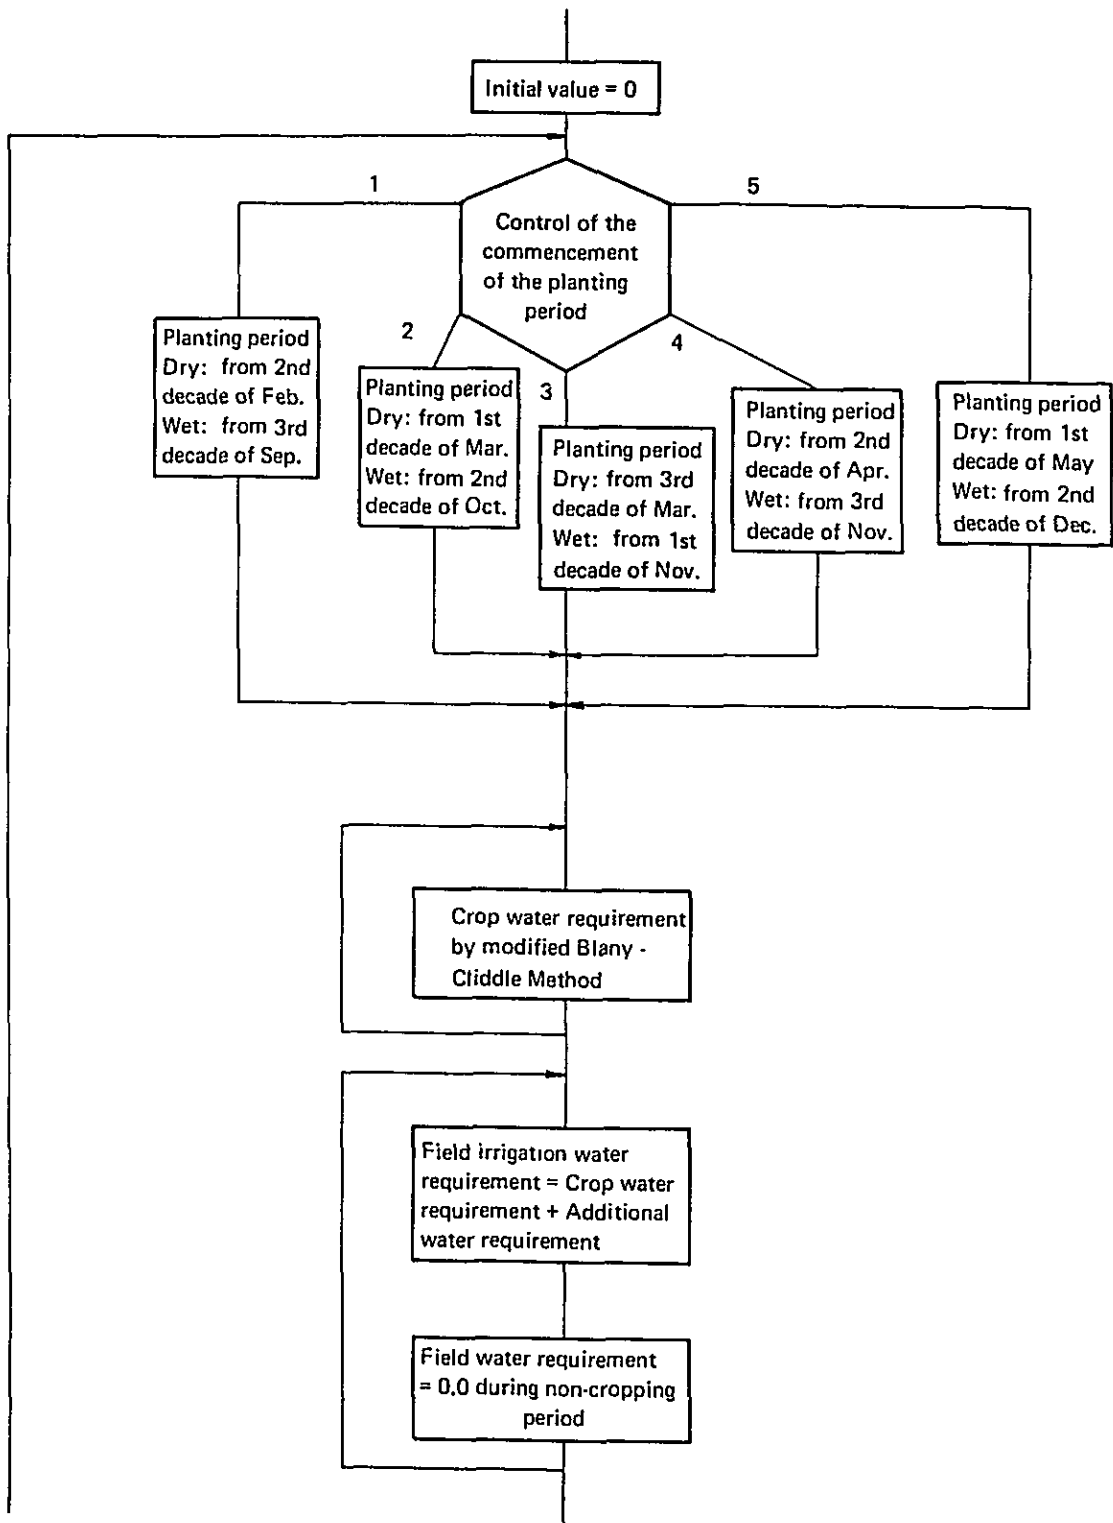 Initial value = 0
1
5
Control of the
commencement
of the planting
period
2
3
4
Planting period
Dry: from 2nd
decade of Feb.
Wet: from 3rd
decade of Sep.
Planting period
Dry: from 1st
decade of Mar.
Wet: from 2nd
decade of Oct.
Planting period
Dry: from 3rd
decade of Mar.
Wet: from 1st
decade of Nov.
Planting period
Dry: from 2nd
decade of Apr.
Wet: from 3rd
decade of Nov.
Planting period
Dry: from 1st
decade of May
Wet: from 2nd
decade of Dec.
Crop water requirement
by modified Blany -
Cliddle Method
Field irrigation water
requirement = Crop water
requirement + Additional
water requirement
Field water requirement
= 0.0 during non-cropping
period